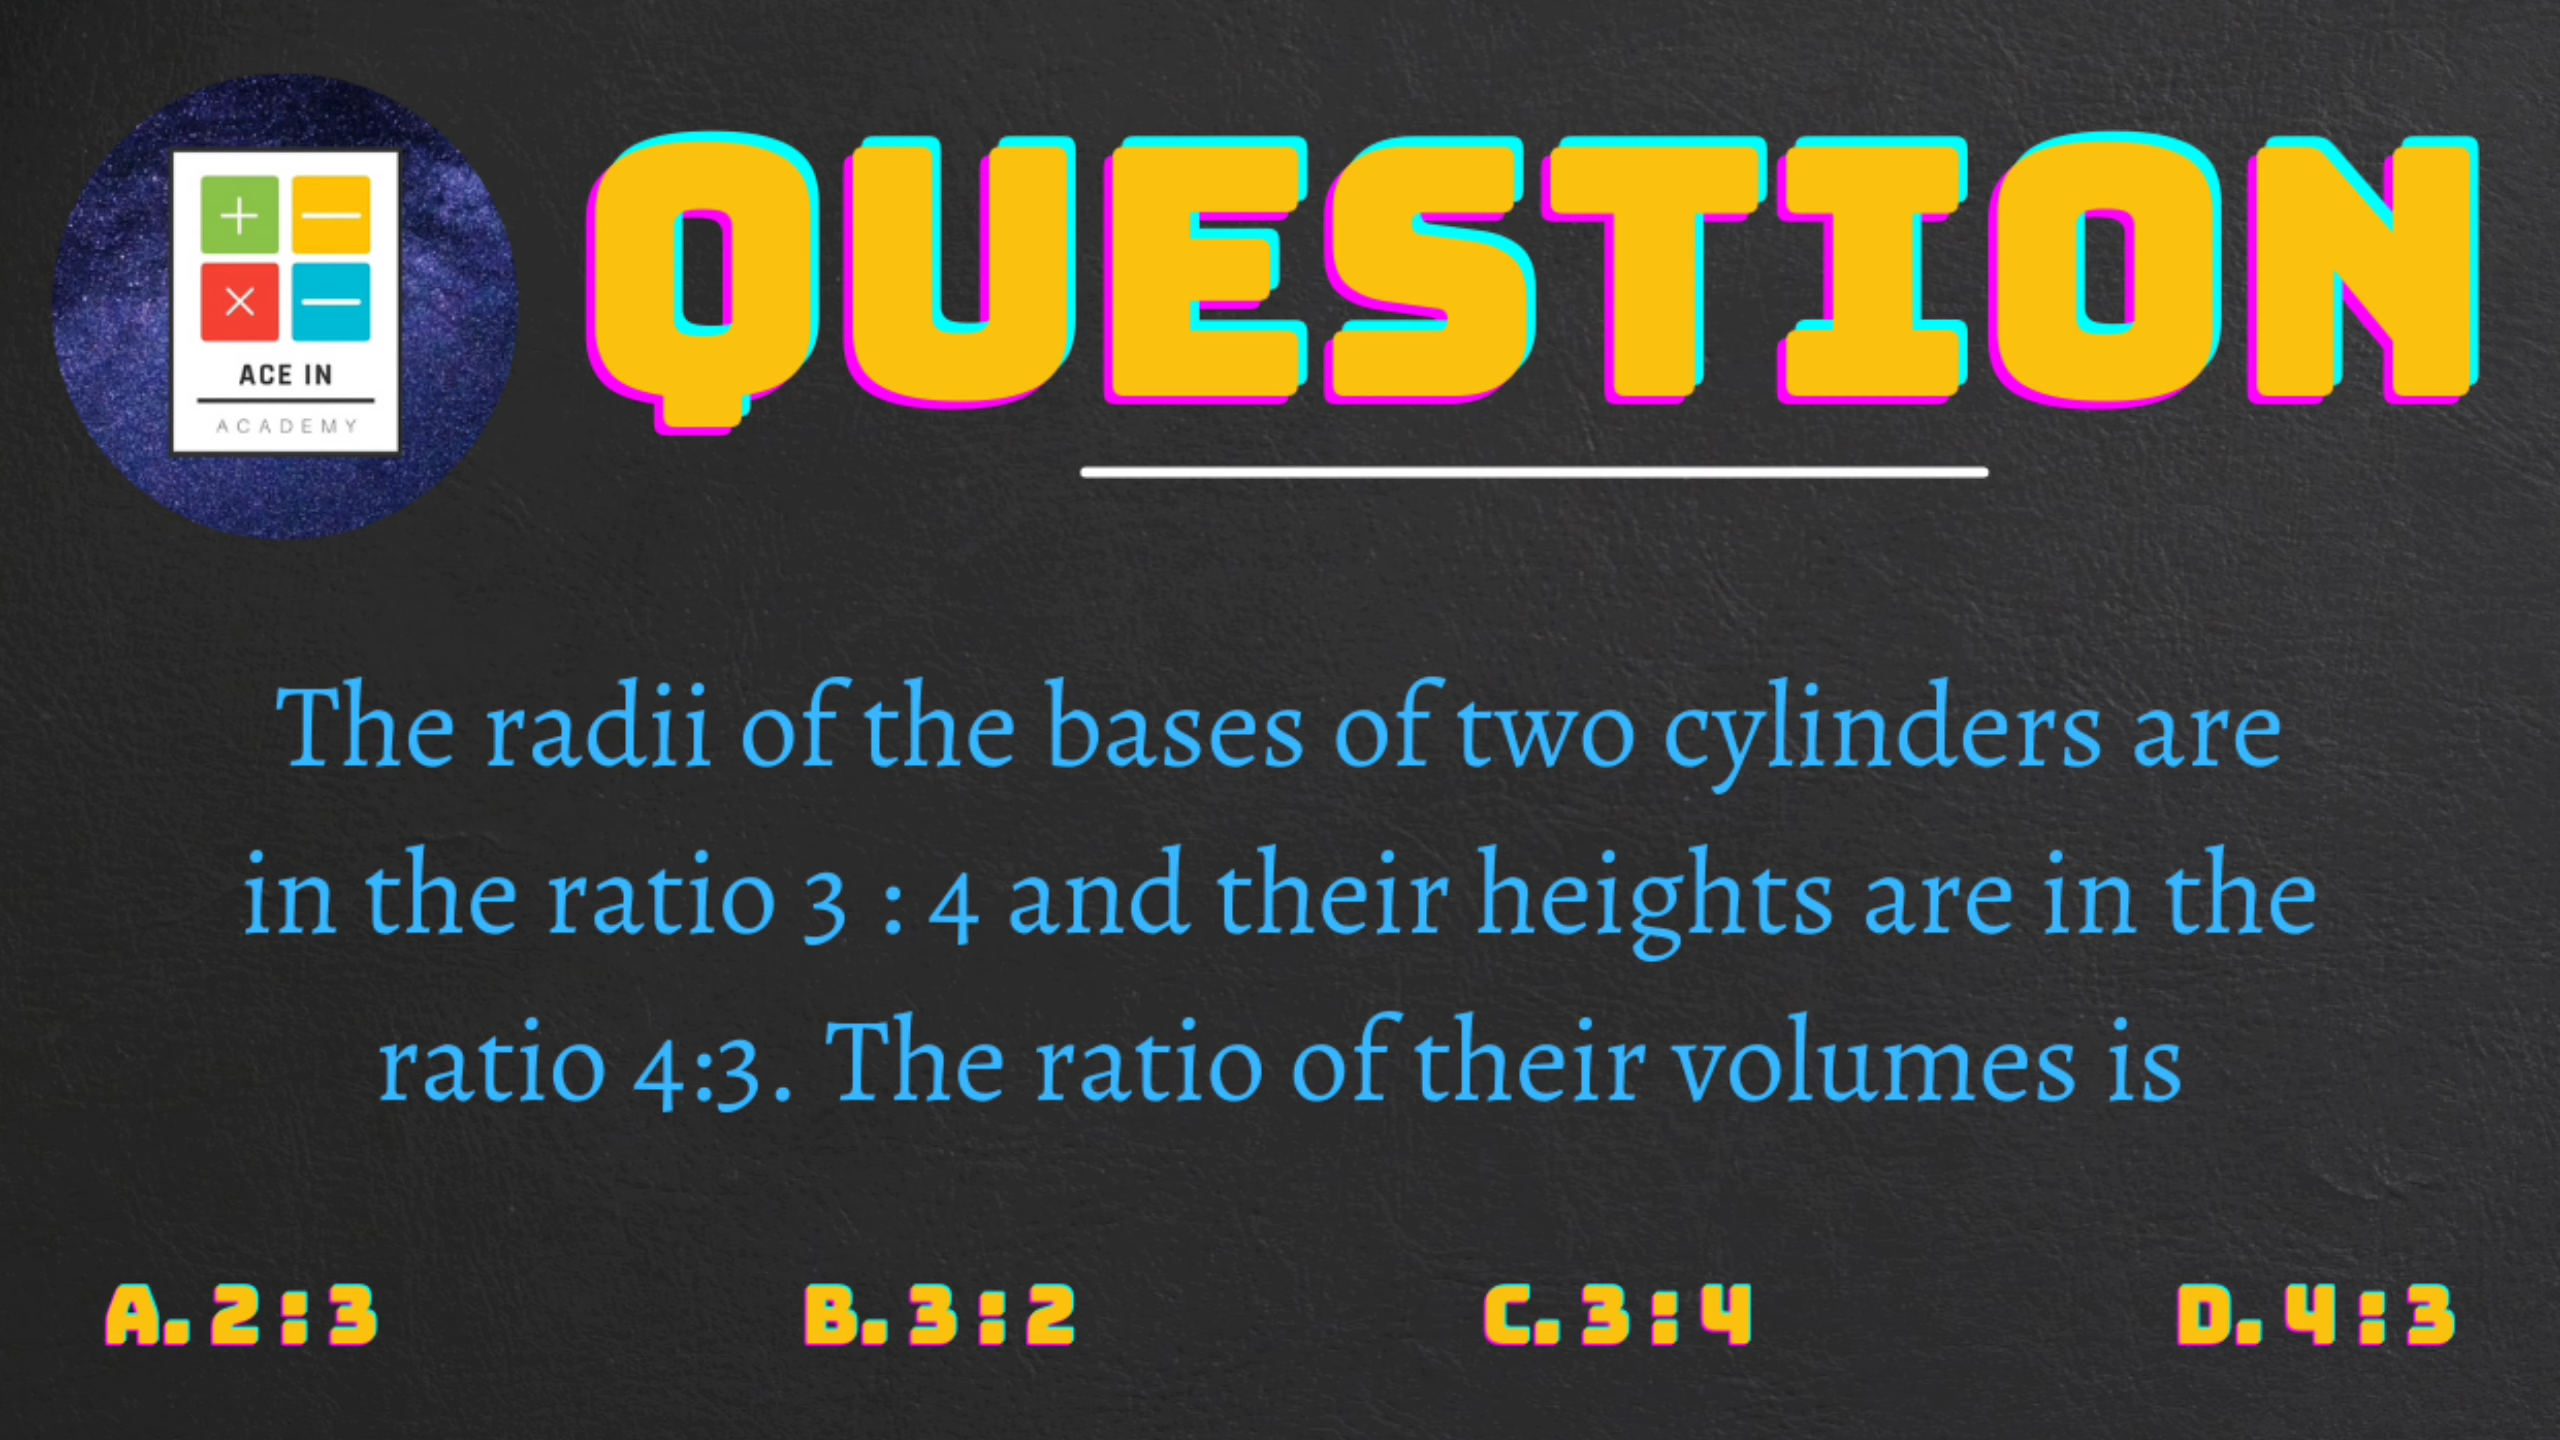 + —
× —
ACE IN
ACADEMY
QUESTION
The radii of the bases of two cylinders are
in the ratio 3 : 4 and their heights are in the
ratio 4:3. The ratio of their volumes is
A. 2 : 3 B. 3 : 2 C. 3 : 4 D. 4 : 3